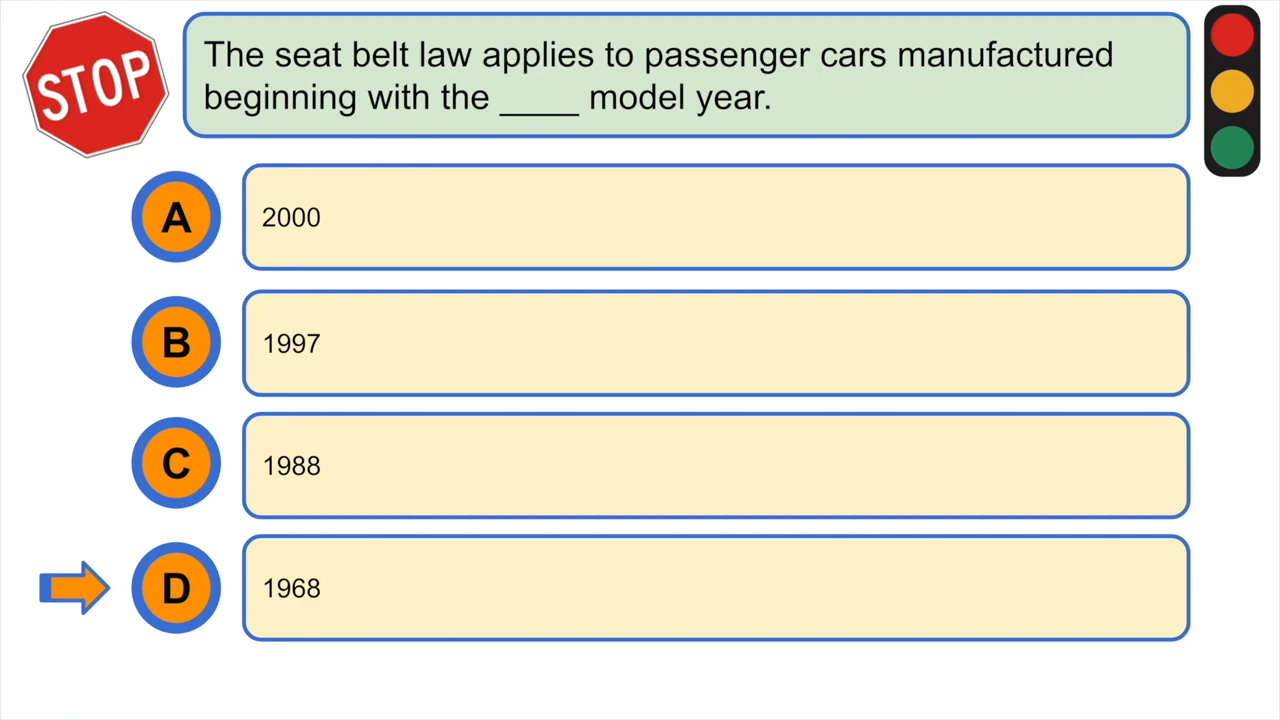 STOP
The seat belt law applies to passenger cars manufactured
beginning with the ____ model year.
A
2000
B
1997
C
1988
D
1968